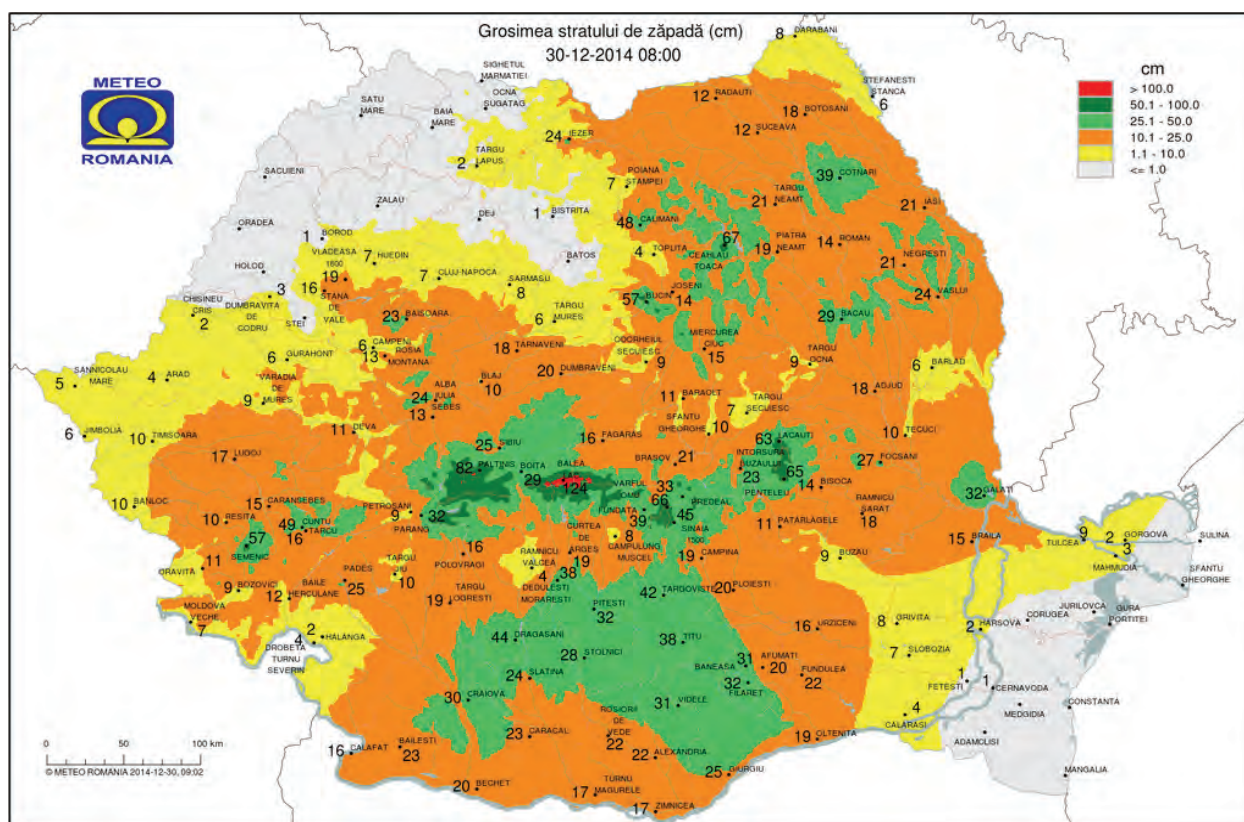 Grosimea stratului de zăpadă (cm)
30-12-2014 08:00
METEO
ROMANIA
cm
> 100.0
50.1 - 100.0
25.1 - 50.0
10.1 - 25.0
1.1 - 10.0
<= 1.0
8 DARABANI
SIGHETUL
MARMATIEI
OCNA
SUGATAG
SATU
MARE
BAIA
MARE
STEFANESTI
STANCA
6
12 RADAUTI
18 BOTOSANI
12 SUCEAVA
24 IEZER
2 TARGU
LAPUS
POIANA
7 STAMPEI
39 COTNARI
SACUIENI
ZALAU
DEJ
1 BISTRITA
48 CALIMANI
TARGU
21 NEAMT
21 IASI
ORADEA
1 BOROD
VLADEASA
1800
19
7 HUEDIN
BATOS
4 TOPLITA
67
CEAHLAU
TOACA
PIATRA
19 NEAMT
14 ROMAN
NEGRESTI
21
HOLOD
3
DUMBRAVITA
DE
CODRU
16
STANA
DE
VALE
7 CLUJ-NAPOCA
SARMASU
8
57 BUCIN
JOSENI
14
24 VASLUI
CHISINEU
CRIS
2
STEI
23 BAISOARA
TARGU
6 MURES
29 BACAU
6 GURAHONT
6 CAMPENI
13 ROSIA
MONTANA
18 TARNAVENI
ODORHEIUL
SECUIESC
9
MIERCUREA
CIUC
15
TARGU
9 OCNA
6 BARLAD
SANNICOLAU
5 MARE
4 ARAD
VARADIA
DE
9 MURES
ALBA
24 IULIA
SEBES
13
BLAJ
10
20 DUMBRAVENI
11 BARAOLT
TARGU
7 SECUIESC
18 ADJUD
6 JIMBOLIA
10 TIMISOARA
11 DEVA
25 SIBIU
16 FAGARAS
SFANTU
GHEORGHE
10
63 LACAUTI
10 TECUCI
17 LUGOJ
82 PALTINIS
BOITA
29
BALEA
LAC
124
BRASOV 21
INTORSURA
BUZAULUI
23
65
PENTELEU
14 BISOCA
27 FOCSANI
10 BANLOC
15 CARANSEBES
PETROSANI
9
PARANG
32
VARFUL
OMU
66
33
PREDEAL
45
FUNDATA
39
SINAIA
1500
RAMNICU
SARAT
18
32 GALATI
10 RESITA
49 CUNTU
16 TARCU
57
SEMENIC
16
POLOVRAGI
CURTEA
DE
ARGES
19
8
CAMPULUNG
MUSCEL
19 CAMPINA
11 PATARLAGELE
15 BRAILA
9
TULCEA
2 GORGOVA
3
MAHMUDIA
SULINA
11
ORAVITA
9 BOZOVICI
BAILE
12 HERCULANE
PADES
25
TARGU
JIU
10
RAMNICU
VALCEA
4
DEDULESTI
MORARESTI
38
9 BUZAU
SFANTU
GHEORGHE
MOLDOVA
VECHE
7
TARGU
19 LOGRESTI
PITESTI
32
42 TARGOVISTE
20 PLOIESTI
2
4 HALANGA
DROBETA
TURNU
SEVERIN
44 DRAGASANI
28 STOLNICI
38 TITU
16 URZICENI
8 GRIVITA
2 HARSOVA
CORUGEA
JURILOVCA
GURA
PORTITEI
24 SLATINA
BANEASA 31
AFUMATI
20
32
FILARET
FUNDULEA
22
7 SLOBOZIA
30 CRAIOVA
31 VIDELE
1
FETESTI
1
CERNAVODA
MEDGIDIA
CONSTANTA
16 CALAFAT
BAILESTI
23
23 CARACAL
ROSIORII
DE
VEDE
22
22 ALEXANDRIA
19 OLTENITA
4
CALARASI
ADAMCLISI
25 GIURGIU
20 BECHET
TURNU
17 MAGURELE
17 ZIMNICEA
MANGALIA
0 50 100 km
© METEO ROMANIA 2014-12-30, 09:02